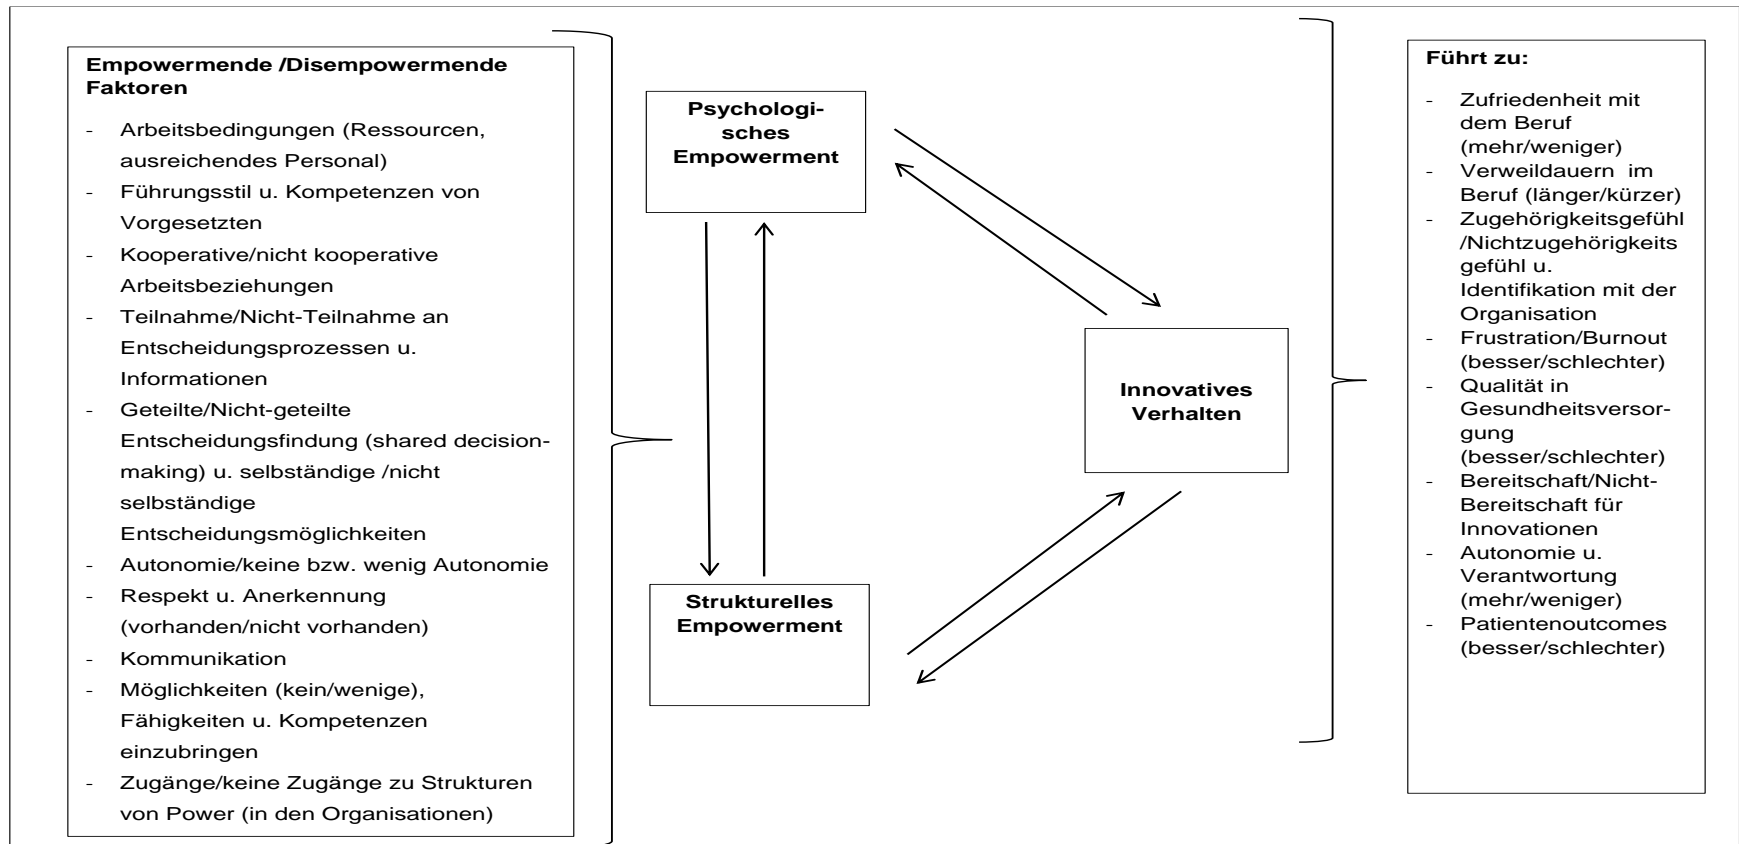 Empowermende /Disempowermende
Faktoren
- Arbeitsbedingungen (Ressourcen,
ausreichendes Personal)
- Führungsstil u. Kompetenzen von
Vorgesetzten
- Kooperative/nicht kooperative
Arbeitsbeziehungen
- Teilnahme/Nicht-Teilnahme an
Entscheidungsprozessen u.
Informationen
- Geteilte/Nicht-geteilte
Entscheidungsfindung (shared decision-
making) u. selbständige /nicht
selbständige
Entscheidungsmöglichkeiten
- Autonomie/keine bzw. wenig Autonomie
- Respekt u. Anerkennung
(vorhanden/nicht vorhanden)
- Kommunikation
- Möglichkeiten (kein/wenige),
Fähigkeiten u. Kompetenzen
einzubringen
- Zugänge/keine Zugänge zu Strukturen
von Power (in den Organisationen)
Psychologi-
sches
Empowerment
Strukturelles
Empowerment
Innovatives
Verhalten
Führt zu:
- Zufriedenheit mit
dem Beruf
(mehr/weniger)
- Verweildauern im
Beruf (länger/kürzer)
- Zugehörigkeitsgefühl
/Nichtzugehörigkeits
gefühl u.
Identifikation mit der
Organisation
- Frustration/Burnout
(besser/schlechter)
- Qualität in
Gesundheitsversor-
gung
(besser/schlechter)
- Bereitschaft/Nicht-
Bereitschaft für
Innovationen
- Autonomie u.
Verantwortung
(mehr/weniger)
- Patientenoutcomes
(besser/schlechter)